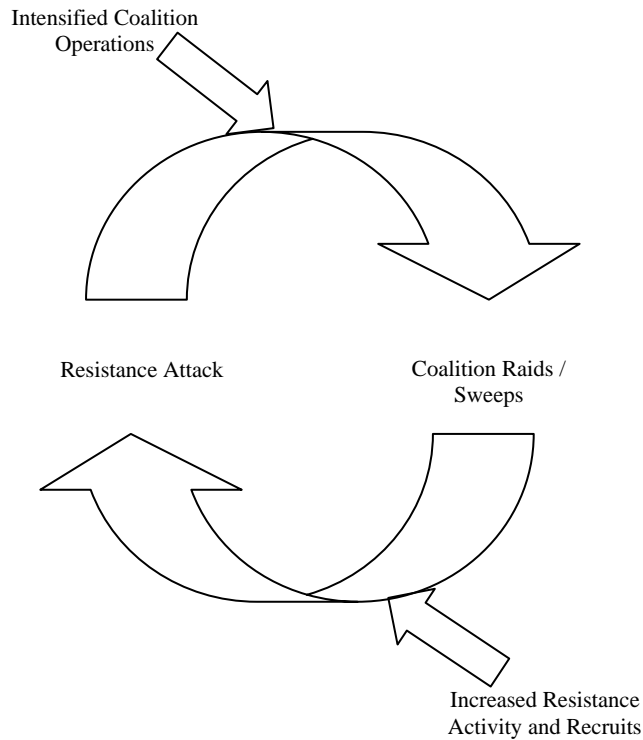 Intensified Coalition
Operations
Resistance Attack
Coalition Raids /
Sweeps
Increased Resistance
Activity and Recruits